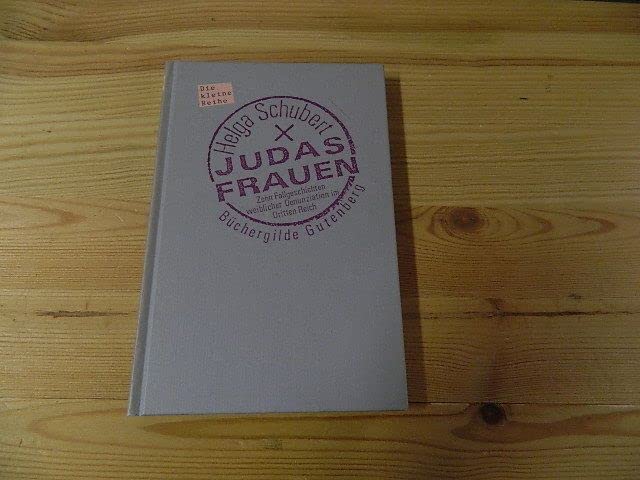 Die
kleine
Reihe
Helga Schubert
X
JUDAS
FRAUEN
Zehn Fallgeschichten
weiblicher Denunziation im
Dritten Reich
Büchergilde Gutenberg